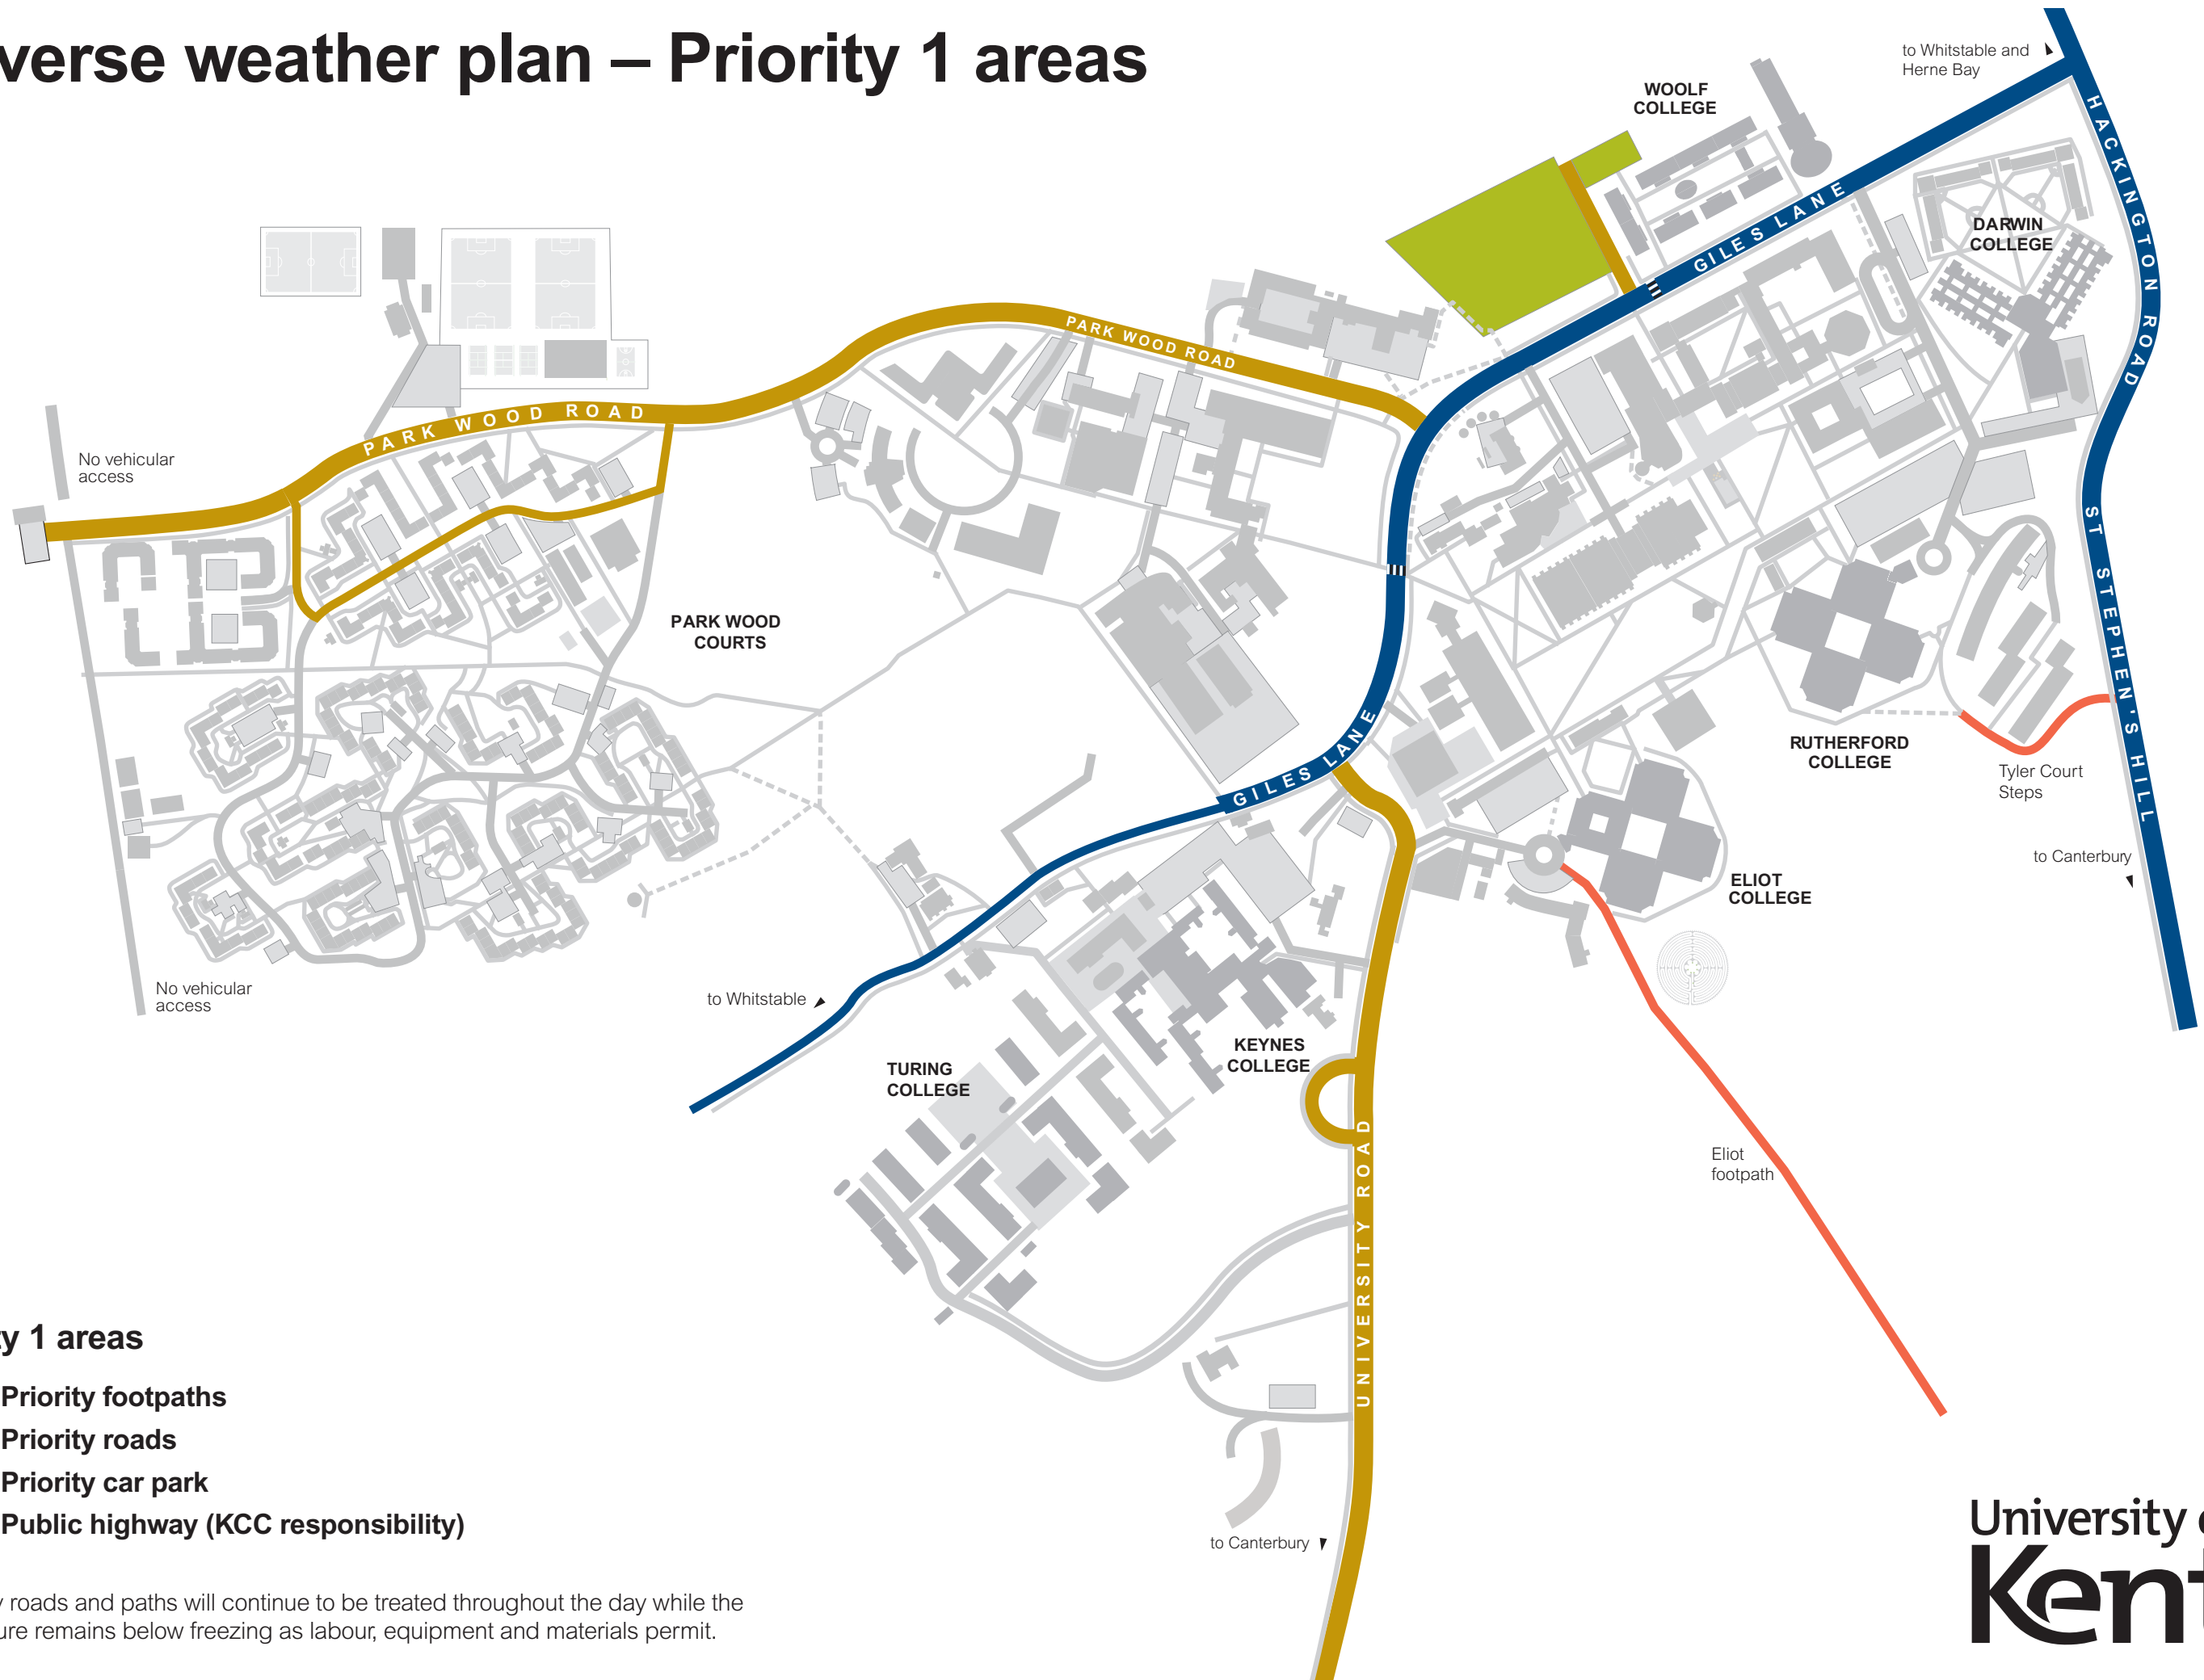 verse weather plan – Priority 1 areas
to Whitstable and
Herne Bay
WOOLF
COLLEGE
HACKINGTON ROAD
GILES LANE
DARWIN
COLLEGE
PARK WOOD ROAD
PARK WOOD ROAD
No vehicular
access
ST STEPHEN'S HILL
PARK WOOD
COURTS
GILES LANE
RUTHERFORD
COLLEGE
Tyler Court
Steps
to Canterbury
ELIOT
COLLEGE
No vehicular
access
to Whitstable
KEYNES
COLLEGE
TURING
COLLEGE
UNIVERSITY ROAD
Eliot
footpath
ty 1 areas
Priority footpaths
Priority roads
Priority car park
Public highway (KCC responsibility)
to Canterbury
y roads and paths will continue to be treated throughout the day while the
ure remains below freezing as labour, equipment and materials permit.
University
Kent